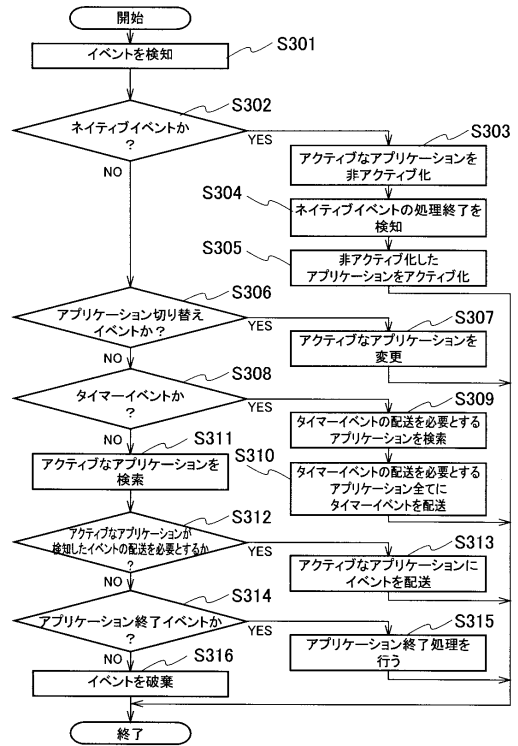 開始
イベントを検知
S301
ネイティブイベントか
?
S302
YES
NO
アクティブなアプリケーションを
非アクティブ化
S303
S304
ネイティブイベントの処理終了を
検知
S305
非アクティブ化した
アプリケーションをアクティブ化
S306
アプリケーション切り替え
イベントか?
YES
NO
S307
アクティブなアプリケーションを
変更
S308
タイマーイベントか
?
YES
NO
S309
タイマーイベントの配送を必要とする
アプリケーションを検索
S310
タイマーイベントの配送を必要とする
アプリケーション全てに
タイマーイベントを配送
S311
アクティブなアプリケーションを
検索
S312
アクティブなアプリケーションが
検知したイベントの配送を必要とするか
?
YES
NO
S313
アクティブなアプリケーションに
イベントを配送
S314
アプリケーション終了イベントか
?
YES
NO
S315
アプリケーション終了処理を
行う
S316
イベントを破棄
終了